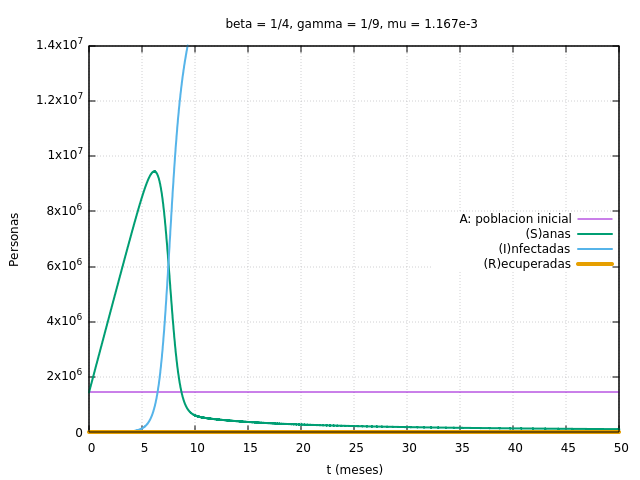 beta = 1/4, gamma = 1/9, mu = 1.167e-3
1.4x10^7
1.2x10^7
1x10^7
8x10^6
6x10^6
4x10^6
2x10^6
0
Personas
A: poblacion inicial
(S)anas
(I)nfectadas
(R)ecuperadas
0 5 10 15 20 25 30 35 40 45 50
t (meses)